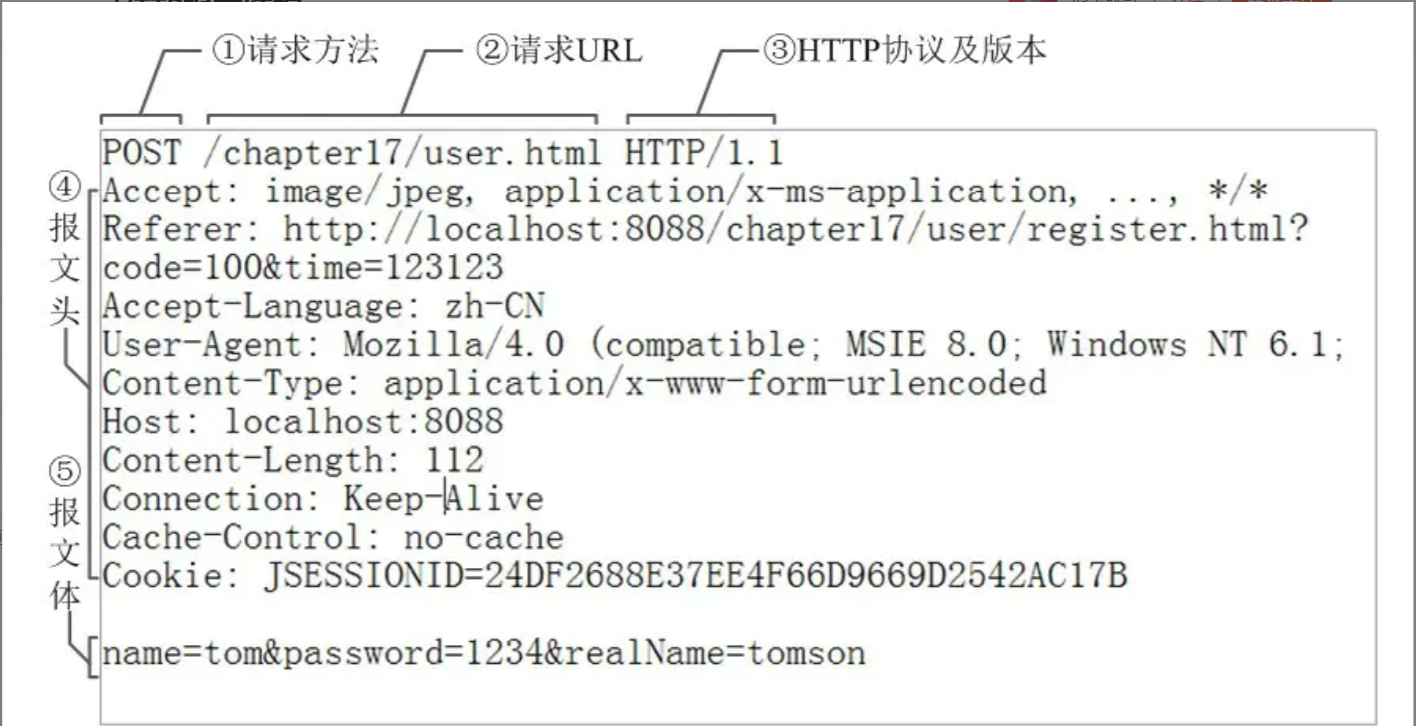 ①请求方法 ②请求URL ③HTTP协议及版本
POST /chapter17/user.html HTTP/1.1
④报文头
Accept: image/jpeg, application/x-ms-application, ..., */*
Referer: http://localhost:8088/chapter17/user/register.html?
code=100&time=123123
Accept-Language: zh-CN
User-Agent: Mozilla/4.0 (compatible; MSIE 8.0; Windows NT 6.1;
Content-Type: application/x-www-form-urlencoded
Host: localhost:8088
Content-Length: 112
Connection: Keep-Alive
Cache-Control: no-cache
Cookie: JSESSIONID=24DF2688E37EE4F66D9669D2542AC17B
⑤报文体
name=tom&password=1234&realName=tomson